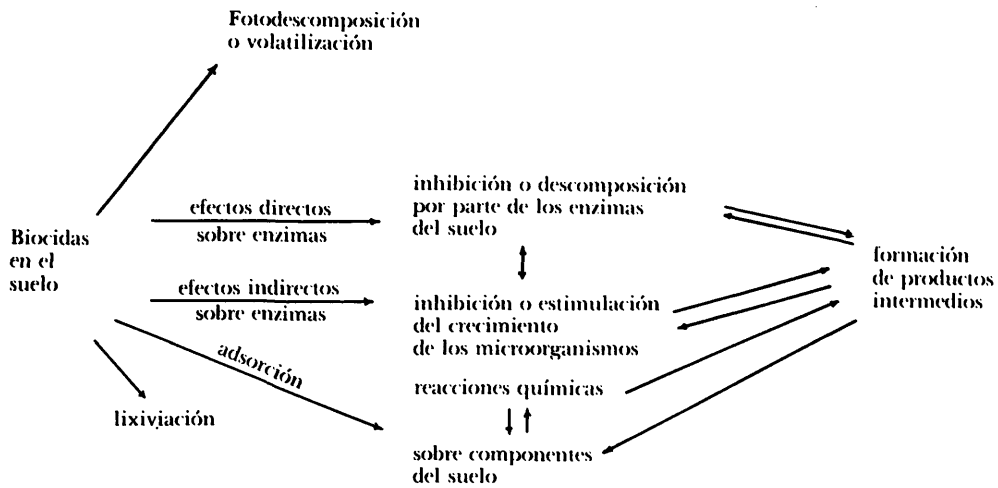 Fotodescomposición
o volatilización
Biocidas
en el
suelo
efectos directos
sobre enzimas
inhibición o descomposición
por parte de los enzimas
del suelo
efectos indirectos
sobre enzimas
inhibición o estimulación
del crecimiento
de los microorganismos
adsorción
reacciones químicas
lixiviación
sobre componentes
del suelo
formación
de productos
intermedios